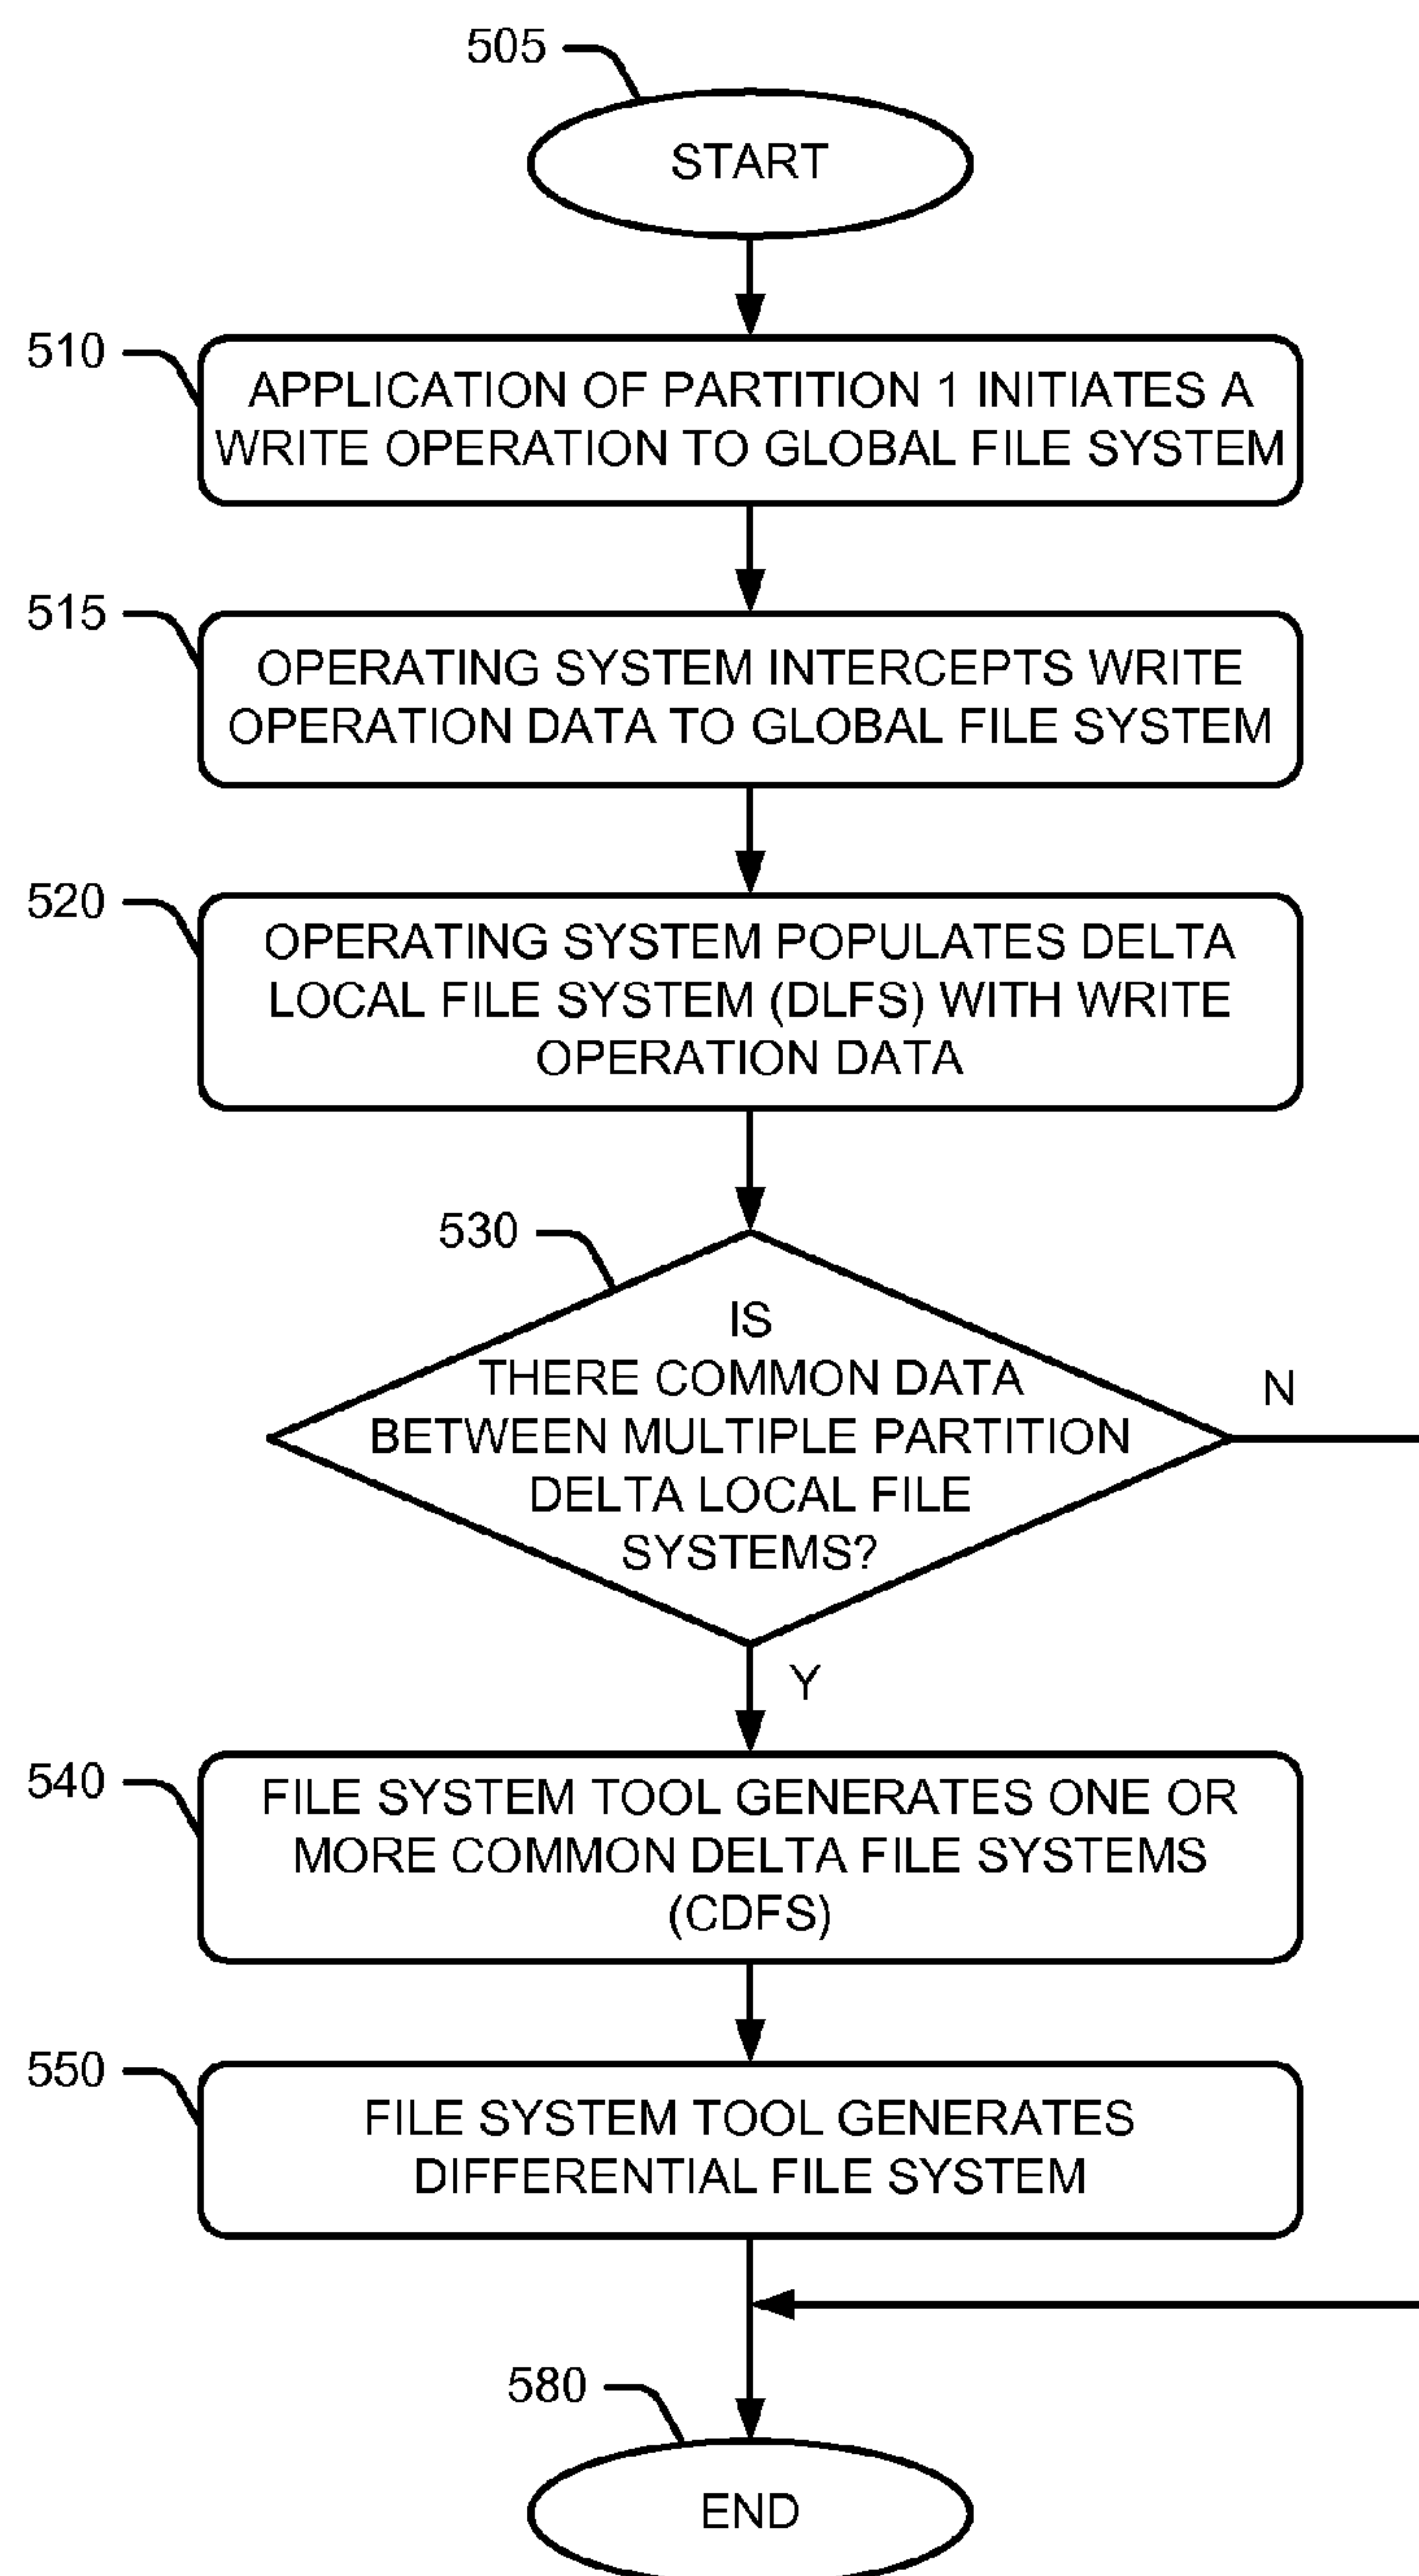 505
START
510
APPLICATION OF PARTITION 1 INITIATES A
WRITE OPERATION TO GLOBAL FILE SYSTEM
515
OPERATING SYSTEM INTERCEPTS WRITE
OPERATION DATA TO GLOBAL FILE SYSTEM
520
OPERATING SYSTEM POPULATES DELTA
LOCAL FILE SYSTEM (DLFS) WITH WRITE
OPERATION DATA
530
IS
THERE COMMON DATA
BETWEEN MULTIPLE PARTITION
DELTA LOCAL FILE
SYSTEMS?
N
Y
540
FILE SYSTEM TOOL GENERATES ONE OR
MORE COMMON DELTA FILE SYSTEMS
(CDFS)
550
FILE SYSTEM TOOL GENERATES
DIFFERENTIAL FILE SYSTEM
580
END